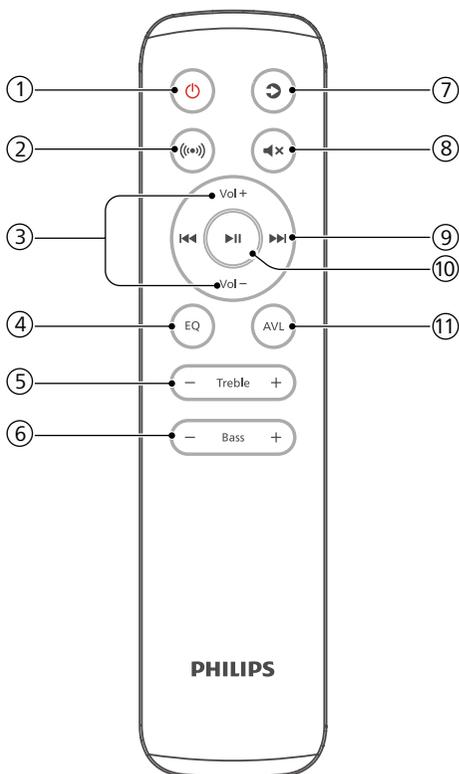 ① ⑦
② ⑧
Vol+
③ ⑨
⑩
Vol−
④ EQ AVL ⑪
⑤ − Treble +
⑥ − Bass +
PHILIPS